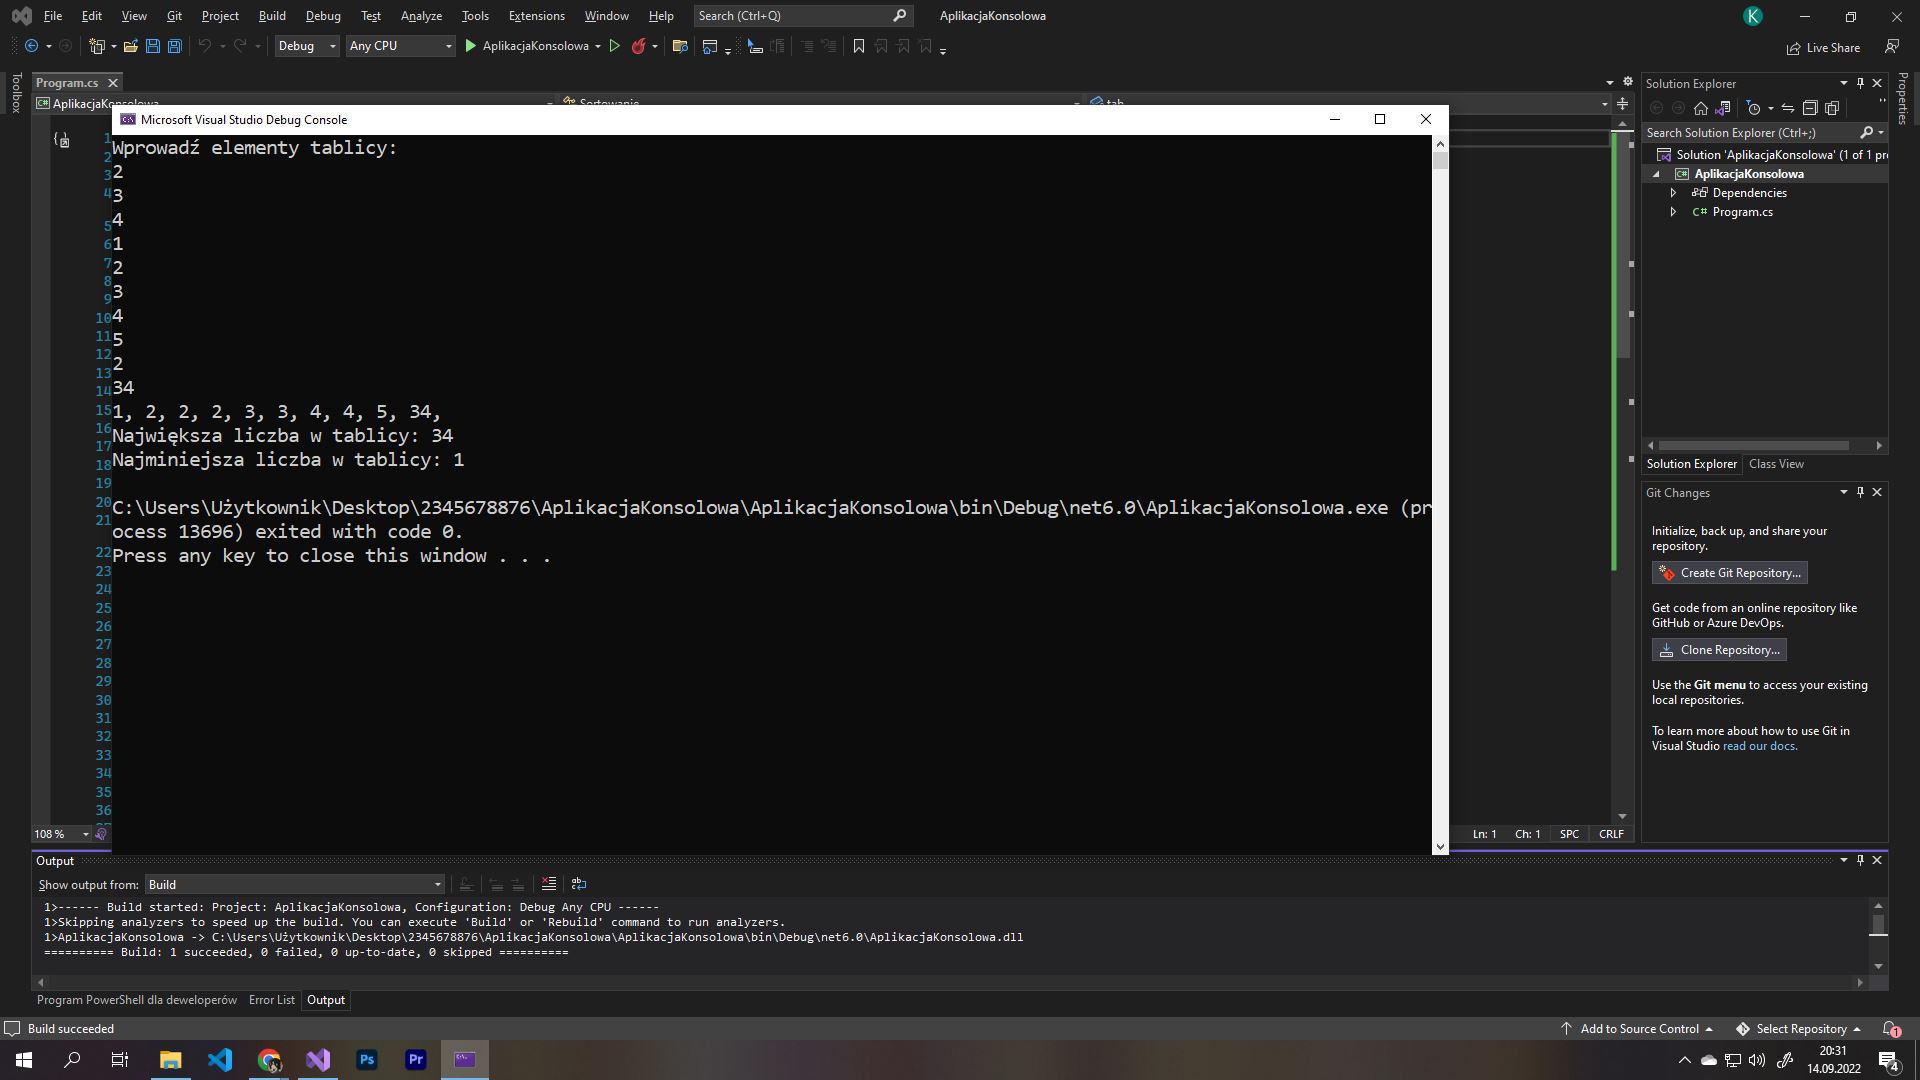 File Edit View Git Project Build Debug Test Analyze Tools Extensions Window Help Search (Ctrl+Q) AplikacjaKonsolowa K
Debug Any CPU AplikacjaKonsolowa Live Share
Toolbox
Program.cs
AplikacjaKonsolowa Sortowanie tab
Microsoft Visual Studio Debug Console
Wprowadź elementy tablicy:
2
3
4
1
2
3
4
5
2
34
1, 2, 2, 2, 3, 3, 4, 4, 5, 34,
Największa liczba w tablicy: 34
Najminiejsza liczba w tablicy: 1
C:\Users\Użytkownik\Desktop\2345678876\AplikacjaKonsolowa\AplikacjaKonsolowa\bin\Debug\net6.0\AplikacjaKonsolowa.exe (pr
ocess 13696) exited with code 0.
Press any key to close this window . . .
1
2
3
4
5
6
7
8
9
10
11
12
13
14
15
16
17
18
19
20
21
22
23
24
25
26
27
28
29
30
31
32
33
34
35
36
108 % Ln: 1 Ch: 1 SPC CRLF
Solution Explorer
Search Solution Explorer (Ctrl+;)
Solution 'AplikacjaKonsolowa' (1 of 1 pr
AplikacjaKonsolowa
Dependencies
C# Program.cs
Solution Explorer Class View
Properties
Git Changes
Initialize, back up, and share your
repository.
Create Git Repository...
Get code from an online repository like
GitHub or Azure DevOps.
Clone Repository...
Use the Git menu to access your existing
local repositories.
To learn more about how to use Git in
Visual Studio read our docs.
Output
Show output from: Build
1>------ Build started: Project: AplikacjaKonsolowa, Configuration: Debug Any CPU ------
1>Skipping analyzers to speed up the build. You can execute 'Build' or 'Rebuild' command to run analyzers.
1>AplikacjaKonsolowa -> C:\Users\Użytkownik\Desktop\2345678876\AplikacjaKonsolowa\AplikacjaKonsolowa\bin\Debug\net6.0\AplikacjaKonsolowa.dll
========== Build: 1 succeeded, 0 failed, 0 up-to-date, 0 skipped ==========
Program PowerShell dla deweloperów Error List Output
Build succeeded Add to Source Control Select Repository 1
Ps Pr 20:31
14.09.2022 4